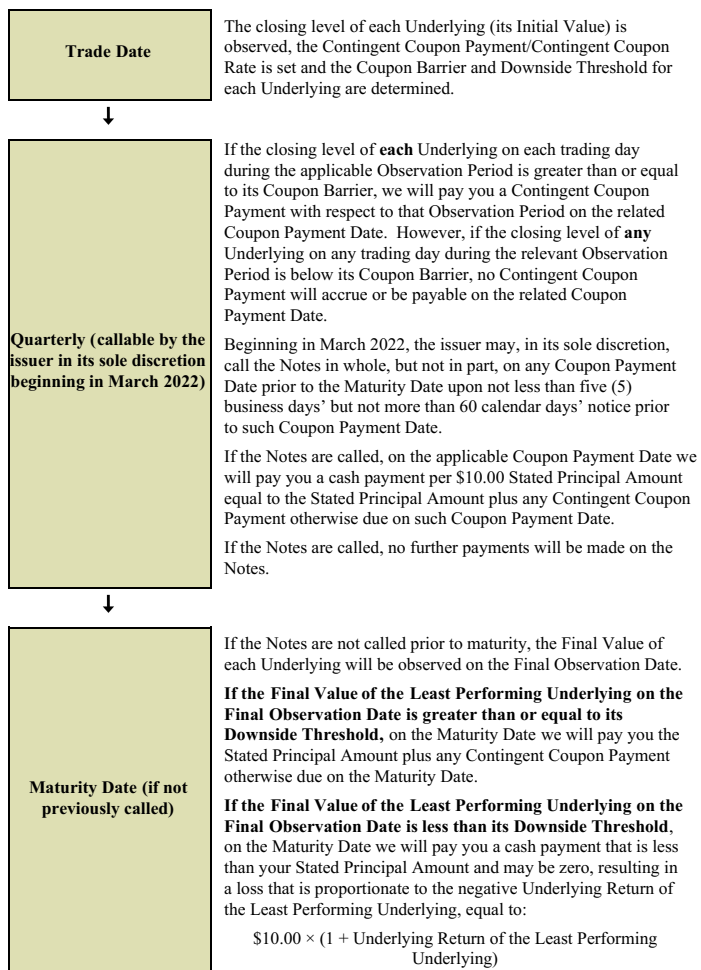 Trade Date
The closing level of each Underlying (its Initial Value) is
observed, the Contingent Coupon Payment/Contingent Coupon
Rate is set and the Coupon Barrier and Downside Threshold for
each Underlying are determined.
Quarterly (callable by the
issuer in its sole discretion
beginning in March 2022)
If the closing level of each Underlying on each trading day
during the applicable Observation Period is greater than or equal
to its Coupon Barrier, we will pay you a Contingent Coupon
Payment with respect to that Observation Period on the related
Coupon Payment Date. However, if the closing level of any
Underlying on any trading day during the relevant Observation
Period is below its Coupon Barrier, no Contingent Coupon
Payment will accrue or be payable on the related Coupon
Payment Date.
Beginning in March 2022, the issuer may, in its sole discretion,
call the Notes in whole, but not in part, on any Coupon Payment
Date prior to the Maturity Date upon not less than five (5)
business days’ but not more than 60 calendar days’ notice prior
to such Coupon Payment Date.
If the Notes are called, on the applicable Coupon Payment Date we
will pay you a cash payment per $10.00 Stated Principal Amount
equal to the Stated Principal Amount plus any Contingent Coupon
Payment otherwise due on such Coupon Payment Date.
If the Notes are called, no further payments will be made on the
Notes.
Maturity Date (if not
previously called)
If the Notes are not called prior to maturity, the Final Value of
each Underlying will be observed on the Final Observation Date.
If the Final Value of the Least Performing Underlying on the
Final Observation Date is greater than or equal to its
Downside Threshold, on the Maturity Date we will pay you the
Stated Principal Amount plus any Contingent Coupon Payment
otherwise due on the Maturity Date.
If the Final Value of the Least Performing Underlying on the
Final Observation Date is less than its Downside Threshold,
on the Maturity Date we will pay you a cash payment that is less
than your Stated Principal Amount and may be zero, resulting in
a loss that is proportionate to the negative Underlying Return of
the Least Performing Underlying, equal to:
$10.00 × (1 + Underlying Return of the Least Performing
Underlying)